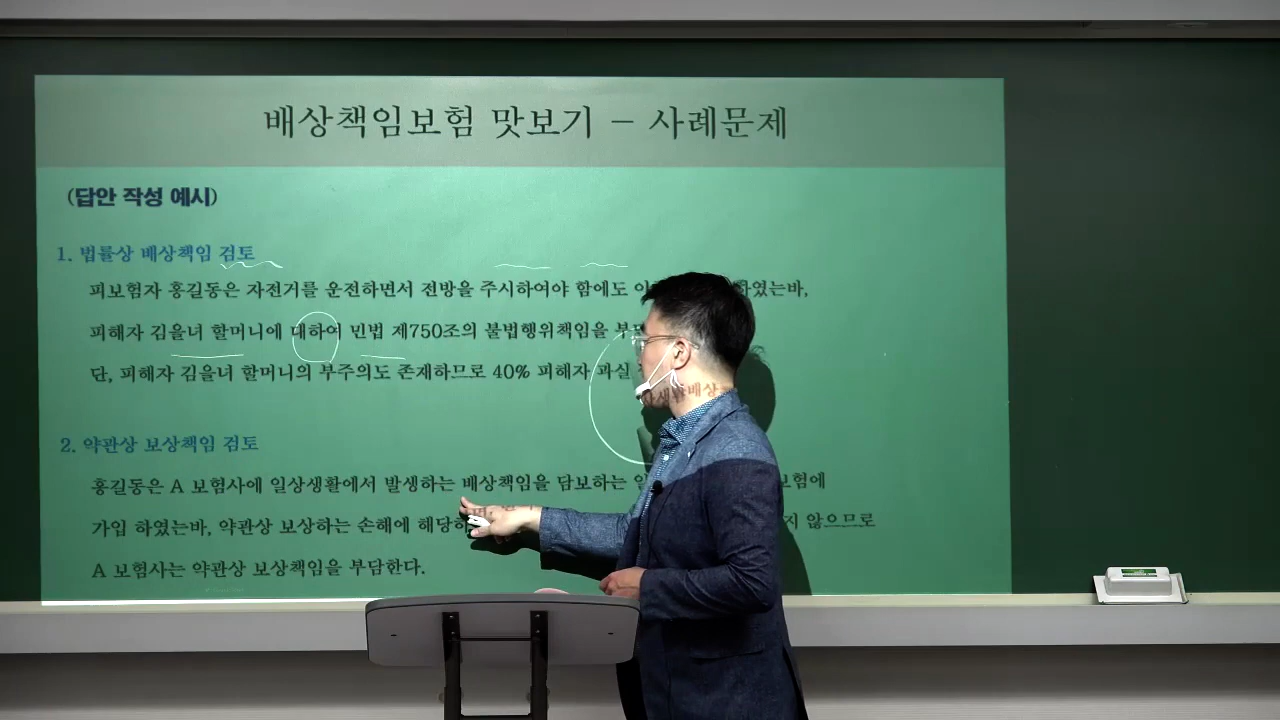 배상책임보험 맛보기 - 사례문제
(답안 작성 예시)
1. 법률상 배상책임 검토
피보험자 홍길동은 자전거를 운전하면서 전방을 주시하여야 함에도
피해자 김을녀 할머니에 대하여 민법 제750조의 불법행위책임을
단, 피해자 김을녀 할머니의 부주의도 존재하므로 40% 피해자 과실
2. 약관상 보상책임 검토
홍길동은 A 보험사에 일상생활에서 발생하는 배상책임을 담보하는
가입 하였는바, 약관상 보상하는 손해에 않으므로
A 보험사는 약관상 보상책임을 부담한다.